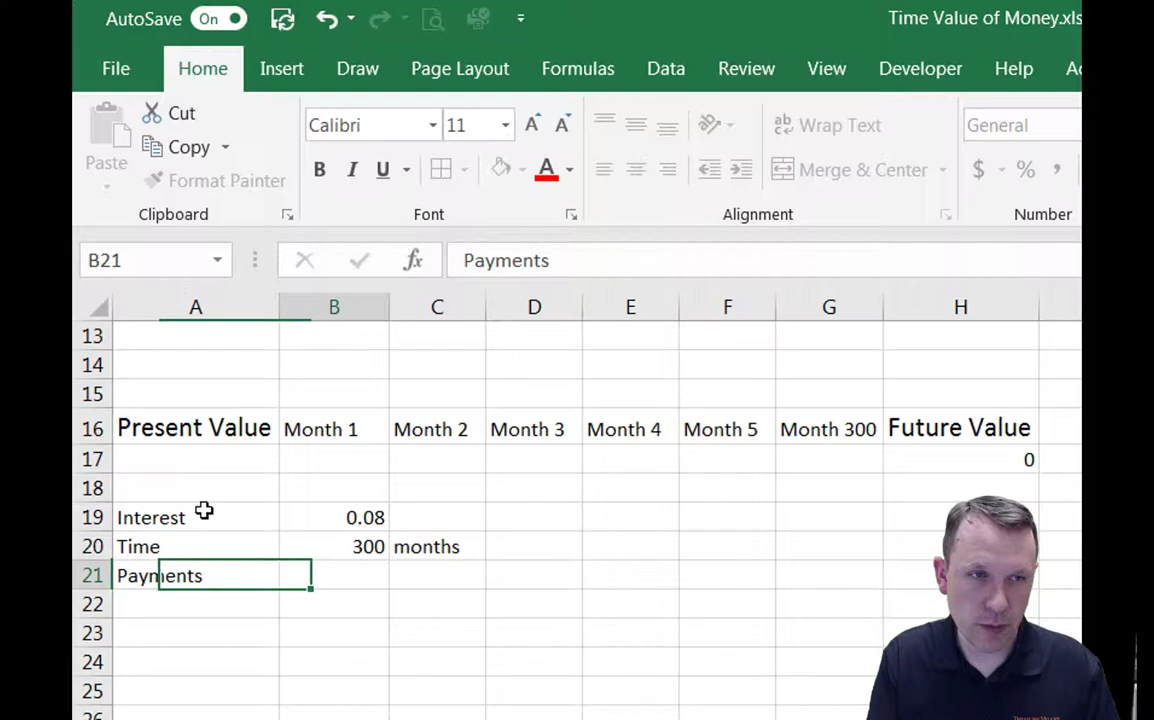 AutoSave On Time Value of Money.xls
File Home Insert Draw Page Layout Formulas Data Review View Developer Help
Paste Cut Calibri 11 A A Wrap Text General
Copy B I U A Merge & Center $ % ,
Format Painter
Clipboard Font Alignment Number
B21 fx Payments
A B C D E F G H
13
14
15
16 Present Value Month 1 Month 2 Month 3 Month 4 Month 5 Month 300 Future Value
17 0
18
19 Interest 0.08
20 Time 300 months
21 Payments
22
23
24
25